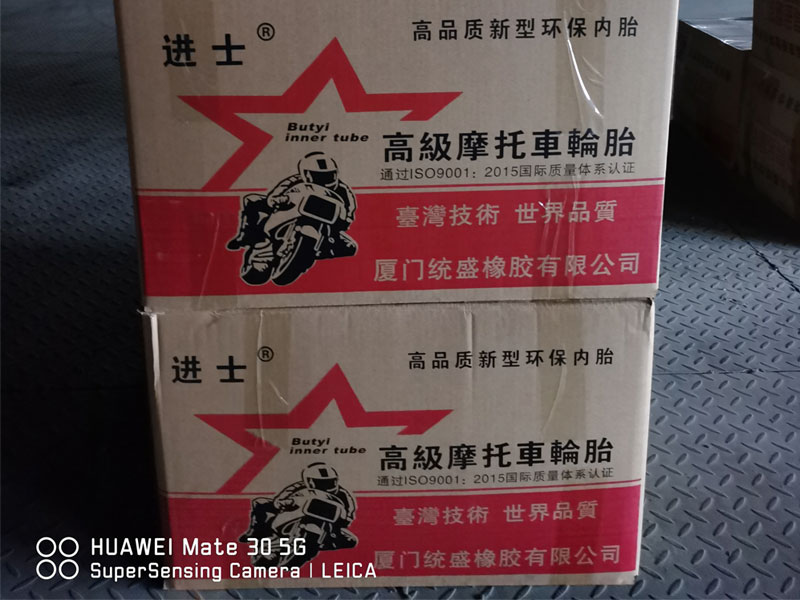 进士®
高品质新型环保内胎
Butyi
inner tube
高級摩托車輪胎
通过ISO9001：2015国际质量体系认证
臺灣技術 世界品質
厦门统盛橡胶有限公司
进士®
高品质新型环保内胎
Butyi
inner tube
高級摩托車輪胎
通过ISO9001：2015国际质量体系认证
臺灣技術 世界品質
厦门统盛橡胶有限公司
HUAWEI Mate 30 5G
SuperSensing Camera | LEICA